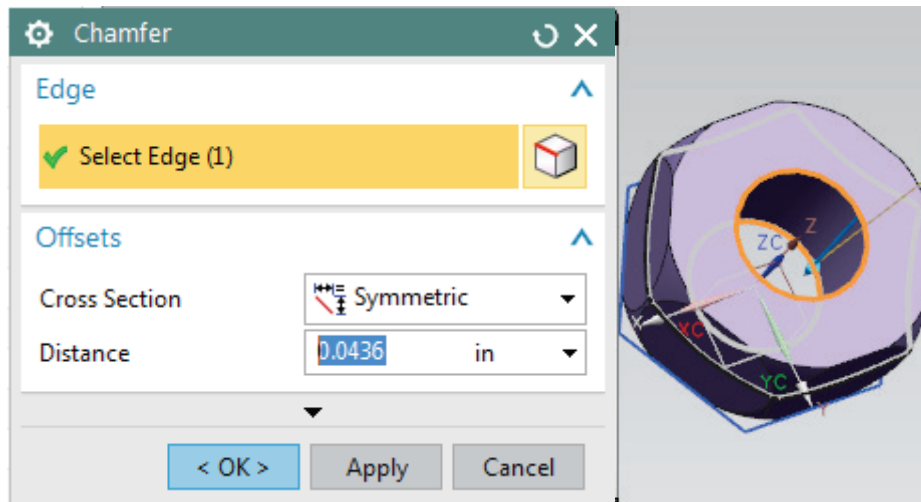 Chamfer
Edge
Select Edge (1)
Offsets
Cross Section Symmetric
Distance 0.0436 in
< OK > Apply Cancel
Z
ZC
X
XC
YC
Y